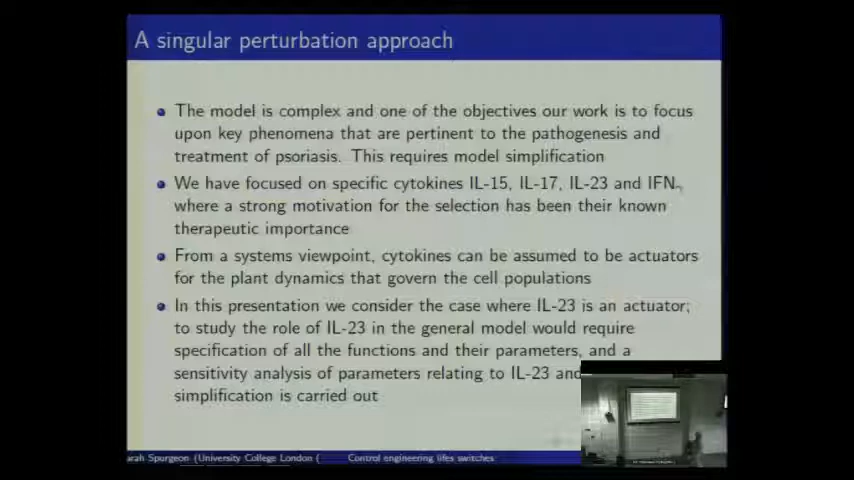 A singular perturbation approach
The model is complex and one of the objectives our work is to focus
upon key phenomena that are pertinent to the pathogenesis and
treatment of psoriasis. This requires model simplification
We have focused on specific cytokines IL-15, IL-17, IL-23 and IFN
where a strong motivation for the selection has been their known
therapeutic importance
From a systems viewpoint, cytokines can be assumed to be actuators
for the plant dynamics that govern the cell populations
In this presentation we consider the case where IL-23 is an actuator;
to study the role of IL-23 in the general model would require
specification of all the functions and their parameters, and a
sensitivity analysis of parameters relating to IL-23 and
simplification is carried out
arah Spurgeon (University College London ( Control engineering lifes switches